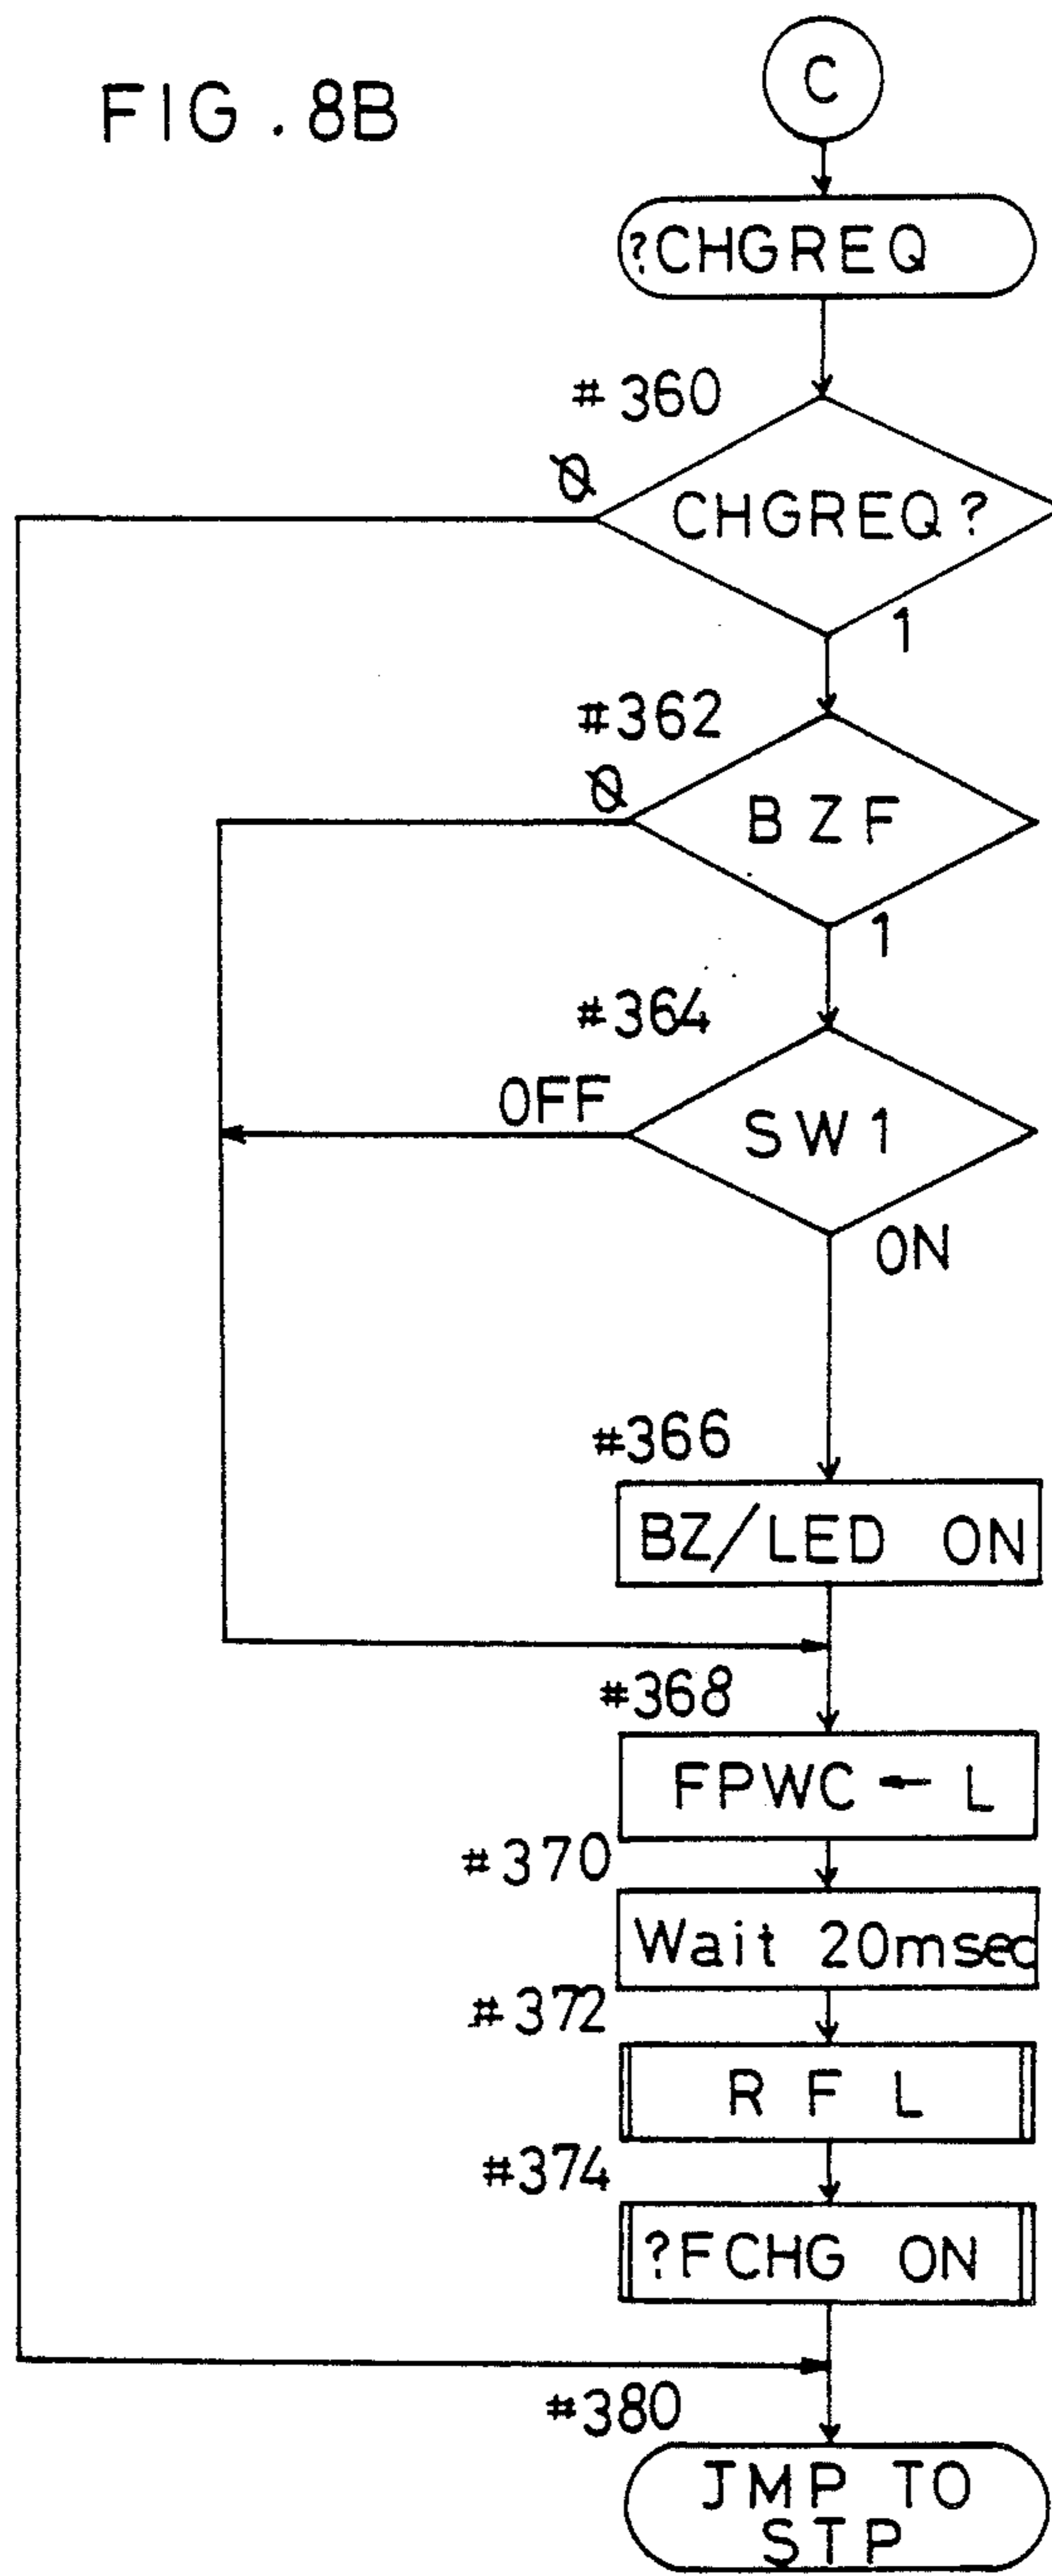 FIG. 8B
C
?CHGREQ
#360
0
CHGREQ?
1
#362
0
BZF
1
#364
OFF
SW1
ON
#366
BZ/LED ON
#368
FPWC ← L
#370
Wait 20msec
#372
RFL
#374
?FCHG ON
#380
JMP TO
STP